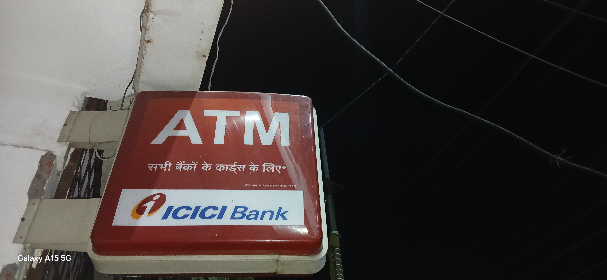 ATM
सभी बैंकों के कार्ड्स के लिए*
ICICI Bank
Galaxy A15 5G